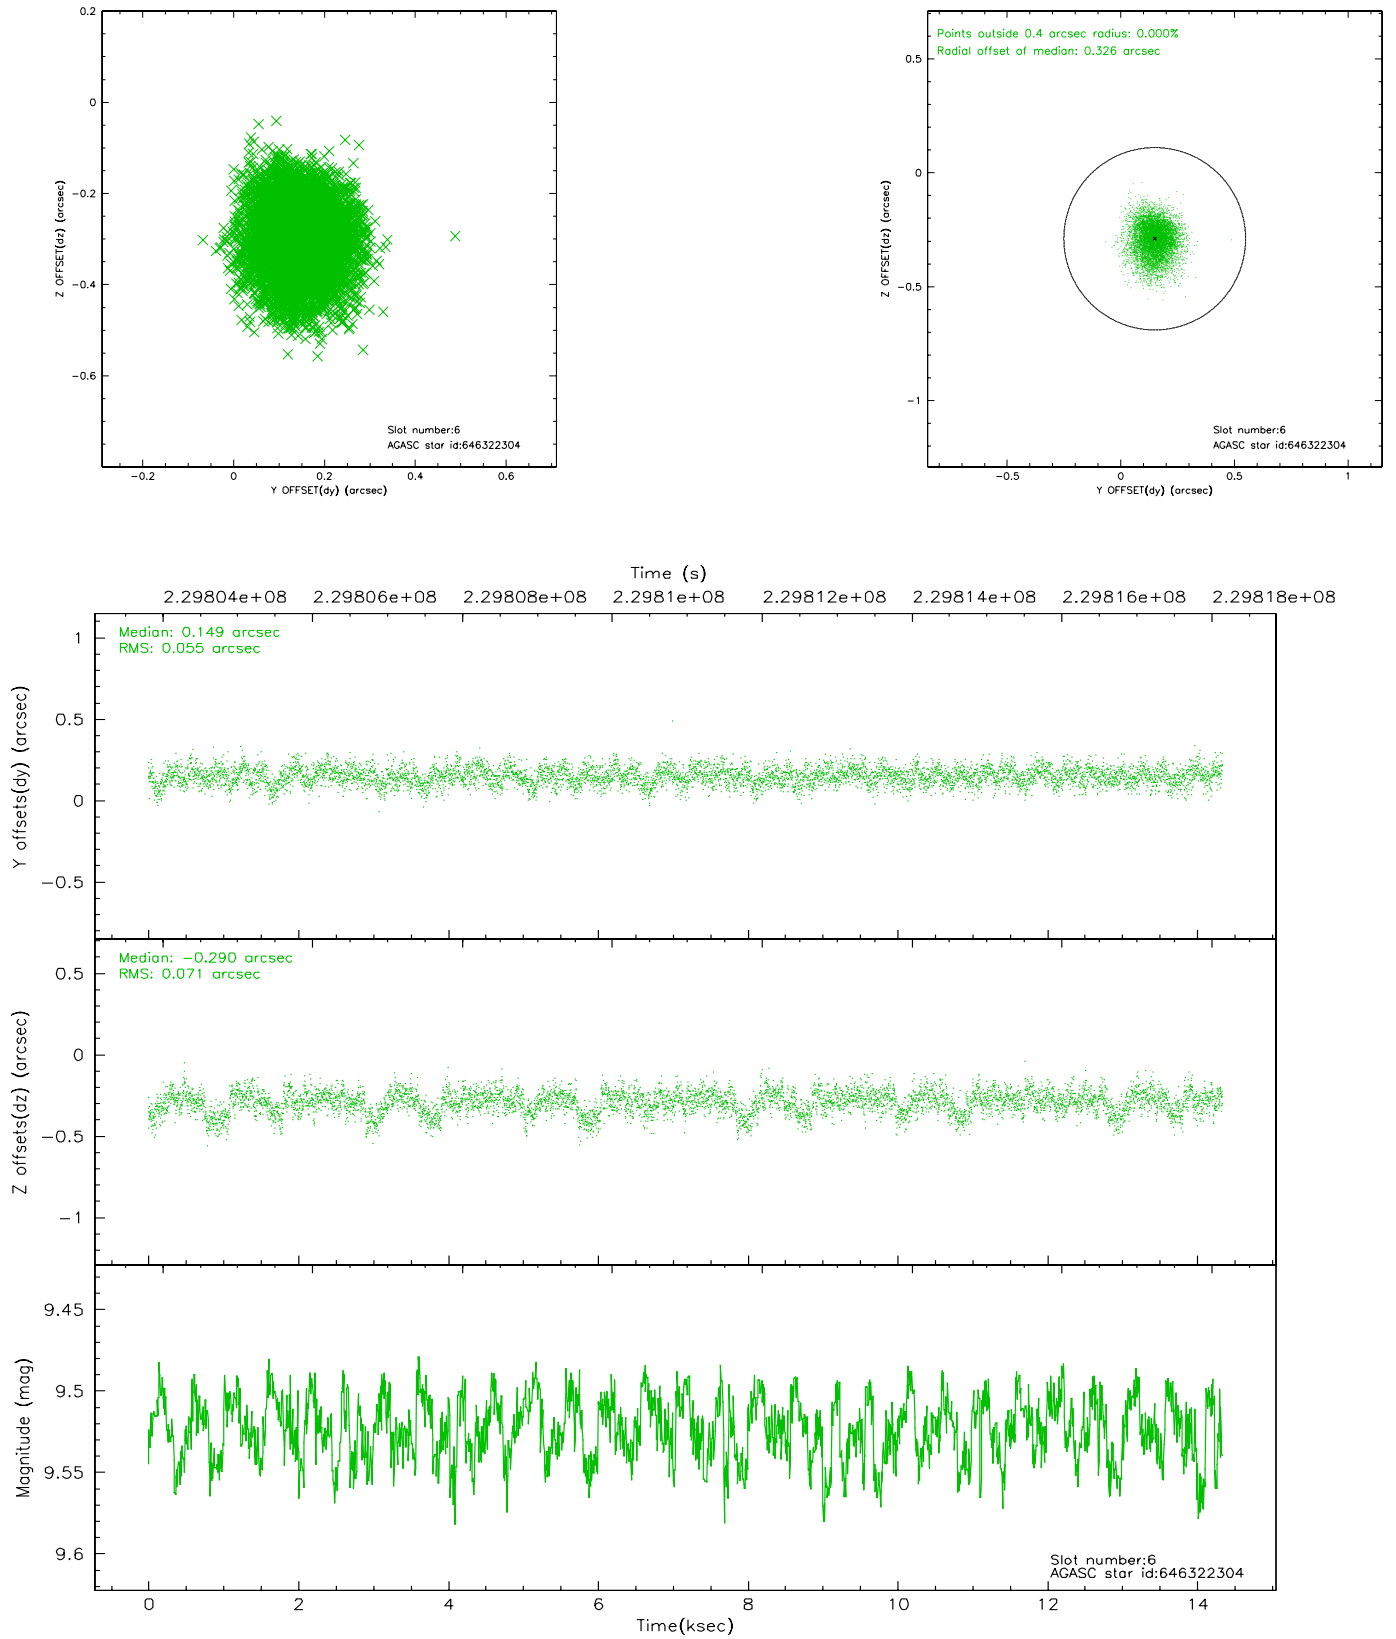 0.2
0
−0.2
−0.4
−0.6
Z OFFSET(dz) (arcsec)
−0.2 0 0.2 0.4 0.6
Y OFFSET(dy) (arcsec)
Slot number:6
AGASC star id:646322304
Points outside 0.4 arcsec radius: 0.000%
Radial offset of median: 0.326 arcsec
0.5
0
−0.5
−1
Z OFFSET(dz) (arcsec)
−0.5 0 0.5 1
Y OFFSET(dy) (arcsec)
Slot number:6
AGASC star id:646322304
Time (s)
2.29804e+08 2.29806e+08 2.29808e+08 2.2981e+08 2.29812e+08 2.29814e+08 2.29816e+08 2.29818e+08
Median: 0.149 arcsec
RMS: 0.055 arcsec
1
0.5
0
−0.5
Y offsets(dy) (arcsec)
Median: −0.290 arcsec
RMS: 0.071 arcsec
0.5
0
−0.5
−1
Z offsets(dz) (arcsec)
9.45
9.5
9.55
9.6
Magnitude (mag)
Slot number:6
AGASC star id:646322304
0 2 4 6 8 10 12 14
Time(ksec)